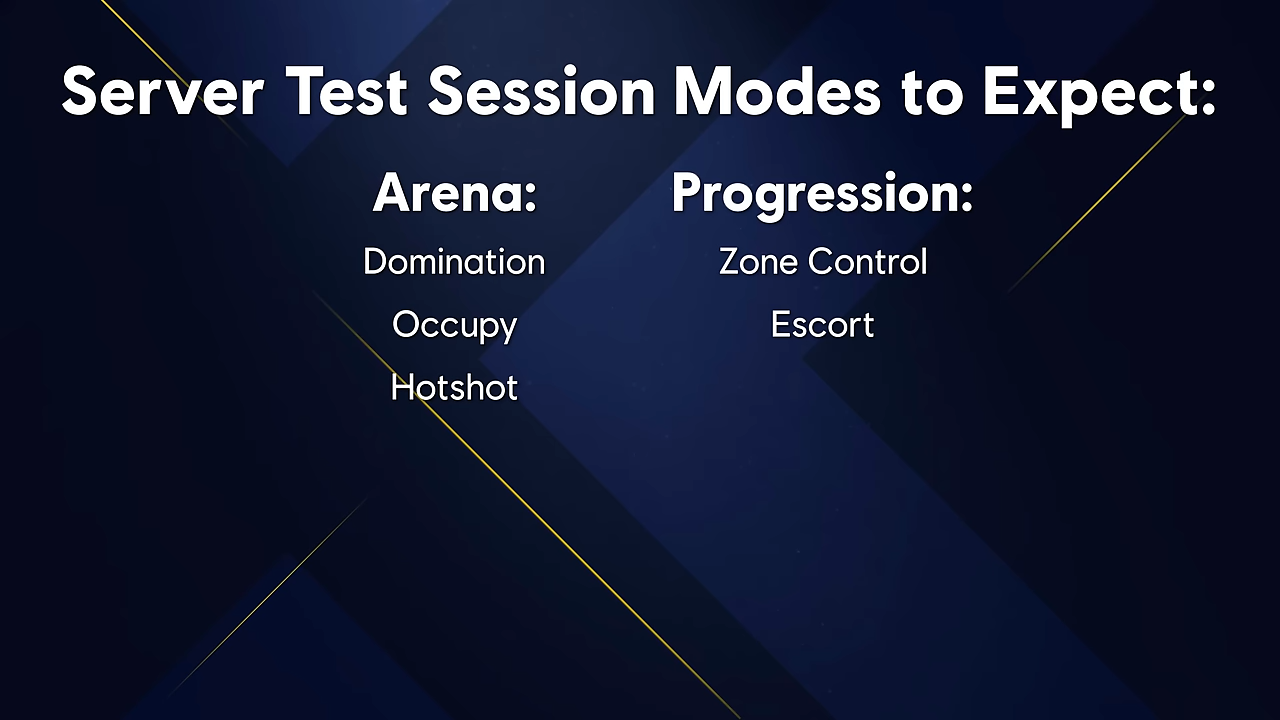 Server Test Session Modes to Expect:
Arena:
Domination
Occupy
Hotshot
Progression:
Zone Control
Escort